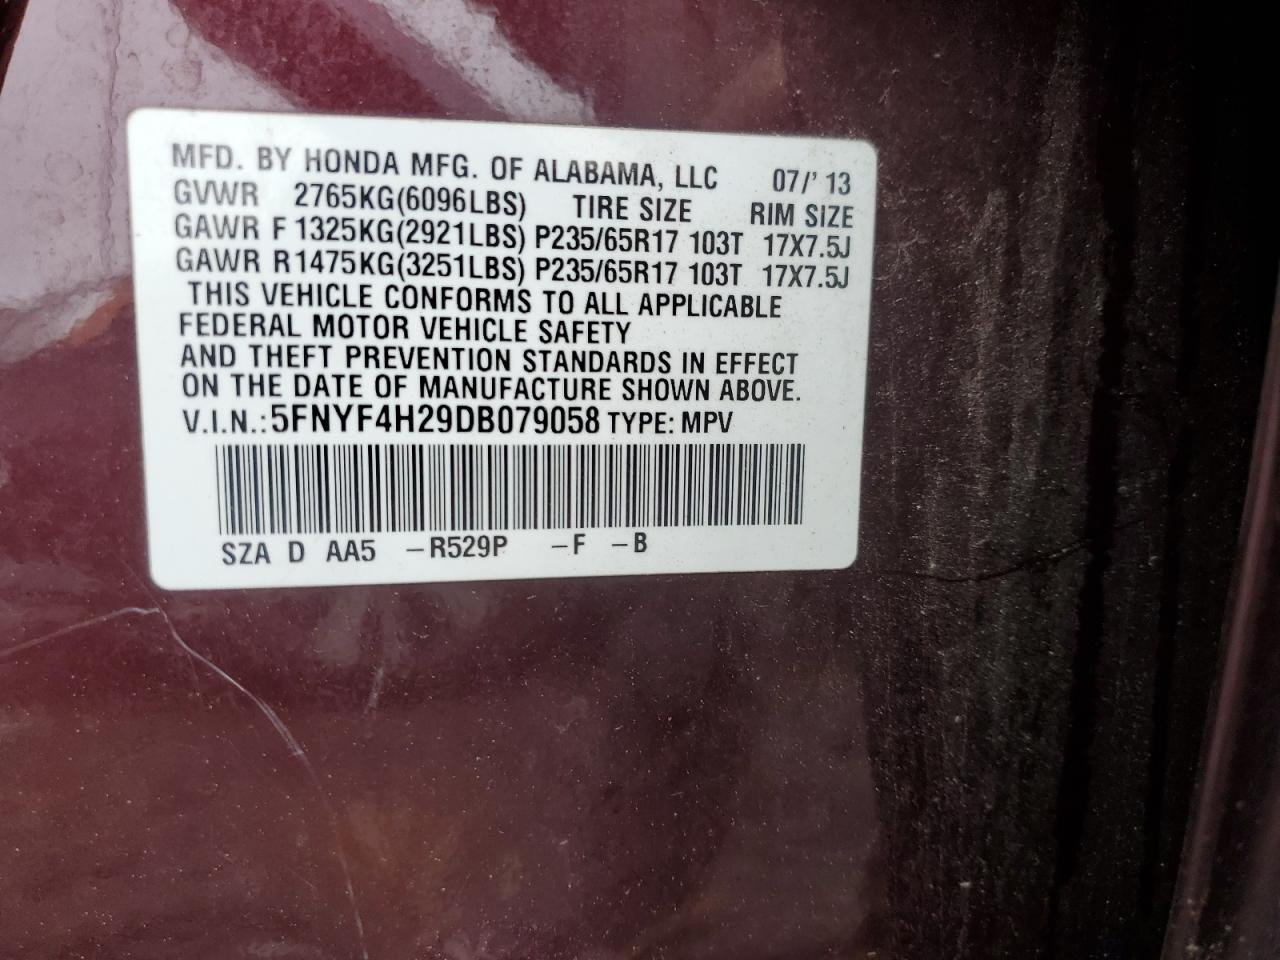 MFD. BY HONDA MFG. OF ALABAMA, LLC 07/' 13
GVWR 2765KG(6096LBS) TIRE SIZE RIM SIZE
GAWR F 1325KG(2921LBS) P235/65R17 103T 17X7.5J
GAWR R1475KG(3251LBS) P235/65R17 103T 17X7.5J
THIS VEHICLE CONFORMS TO ALL APPLICABLE
FEDERAL MOTOR VEHICLE SAFETY
AND THEFT PREVENTION STANDARDS IN EFFECT
ON THE DATE OF MANUFACTURE SHOWN ABOVE.
V.I.N.: 5FNYF4H29DB079058 TYPE: MPV
SZA D AA5 –R529P –F –B